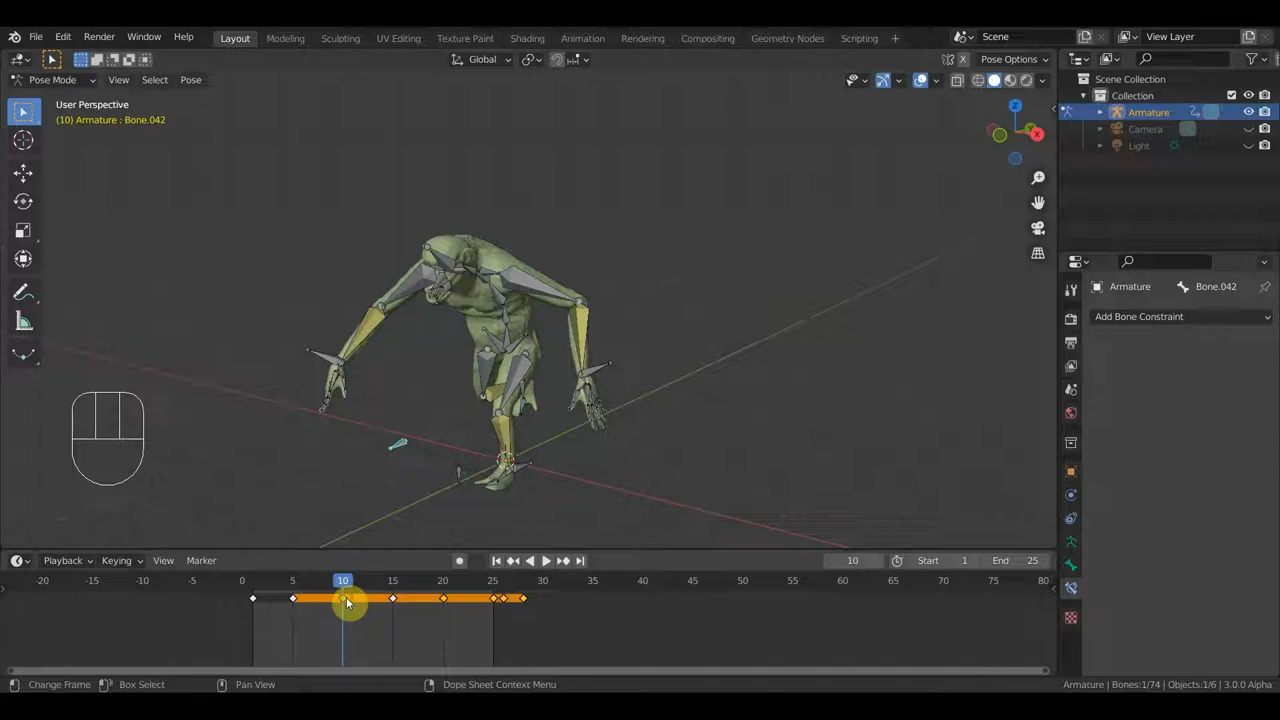 File Edit Render Window Help Layout Modeling Sculpting UV Editing Texture Paint Shading Animation Rendering Compositing Geometry Nodes Scripting + Scene View Layer
Global Pose Options
Pose Mode View Select Pose
User Perspective
(10) Armature : Bone.042
Scene Collection
Collection
Armature
Camera
Light
Z
X
Armature Bone.042
Add Bone Constraint
Playback Keying View Marker 10 Start 1 End 25
-20 -15 -10 -5 0 5 10 15 20 25 30 35 40 45 50 55 60 65 70 75 80
Change Frame Box Select Pan View Dope Sheet Context Menu Armature | Bones:1/74 | Objects:1/6 | 3.0.0 Alpha